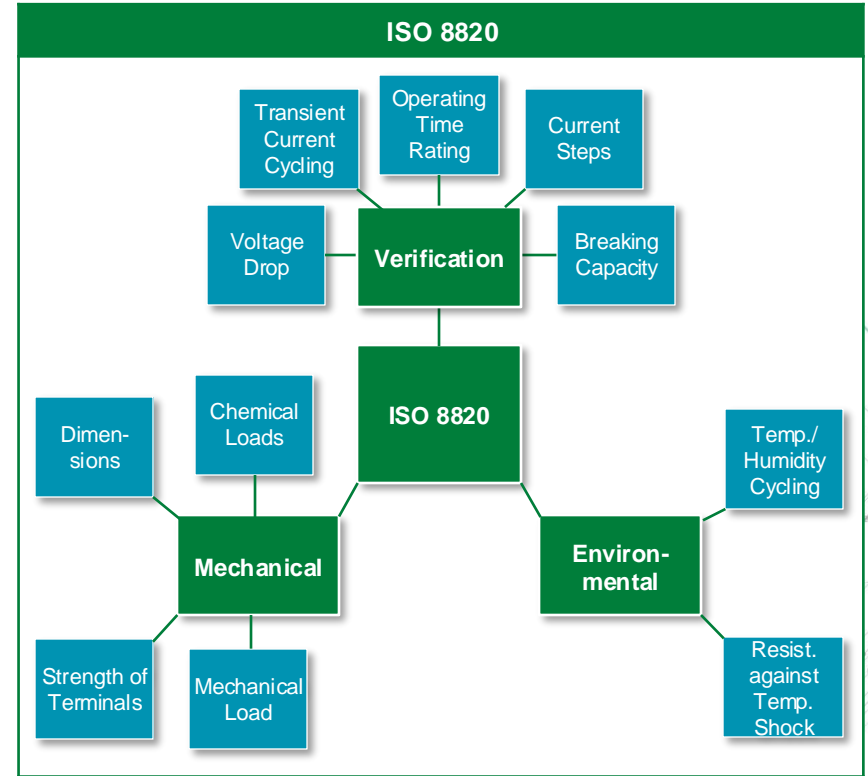 ISO 8820
Transient
Current
Cycling
Operating
Time
Rating
Current
Steps
Voltage
Drop
Verification
Breaking
Capacity
ISO 8820
Dimen-
sions
Chemical
Loads
Temp./
Humidity
Cycling
Mechanical
Environ-
mental
Strength of
Terminals
Mechanical
Load
Resist.
against
Temp.
Shock